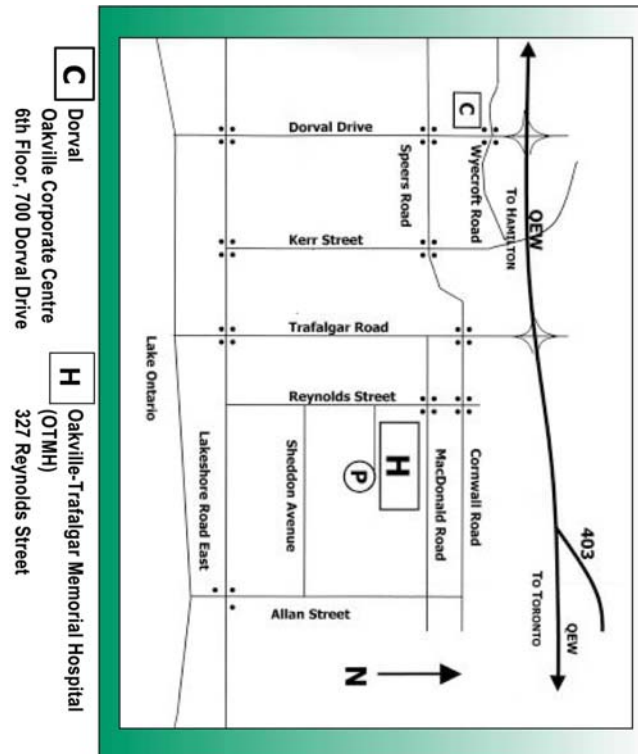 Dorval Drive
C
Wyecroft Road
Speers Road
TO HAMILTON
QEW
Kerr Street
Trafalgar Road
Lake Ontario
Reynolds Street
H
P
Sheddon Avenue
MacDonald Road
Cornwall Road
Lakeshore Road East
Allan Street
403
TO TORONTO
QEW
N
C
Dorval
Oakville Corporate Centre
6th Floor, 700 Dorval Drive
H
Oakville-Trafalgar Memorial Hospital
(OTMH)
327 Reynolds Street